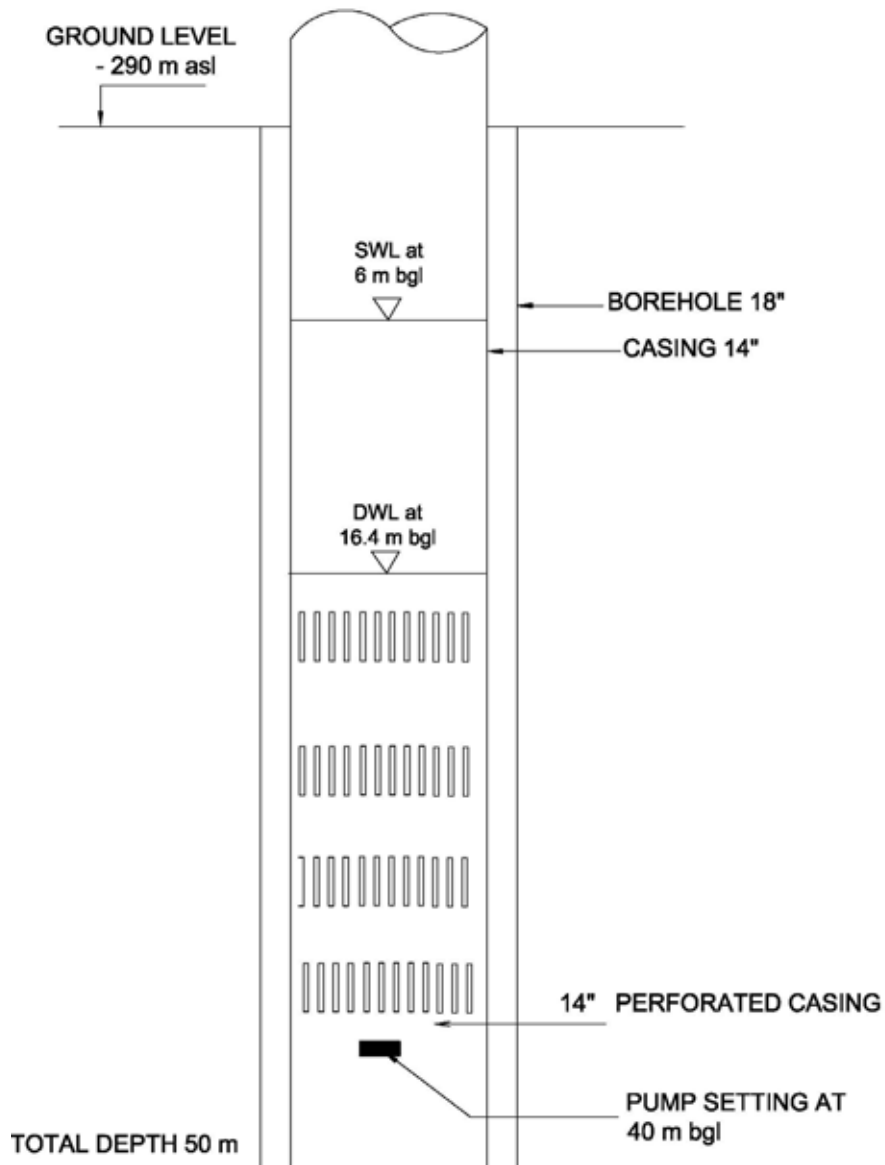 GROUND LEVEL
- 290 m asl
SWL at
6 m bgl
BOREHOLE 18"
CASING 14"
DWL at
16.4 m bgl
14" PERFORATED CASING
PUMP SETTING AT
40 m bgl
TOTAL DEPTH 50 m